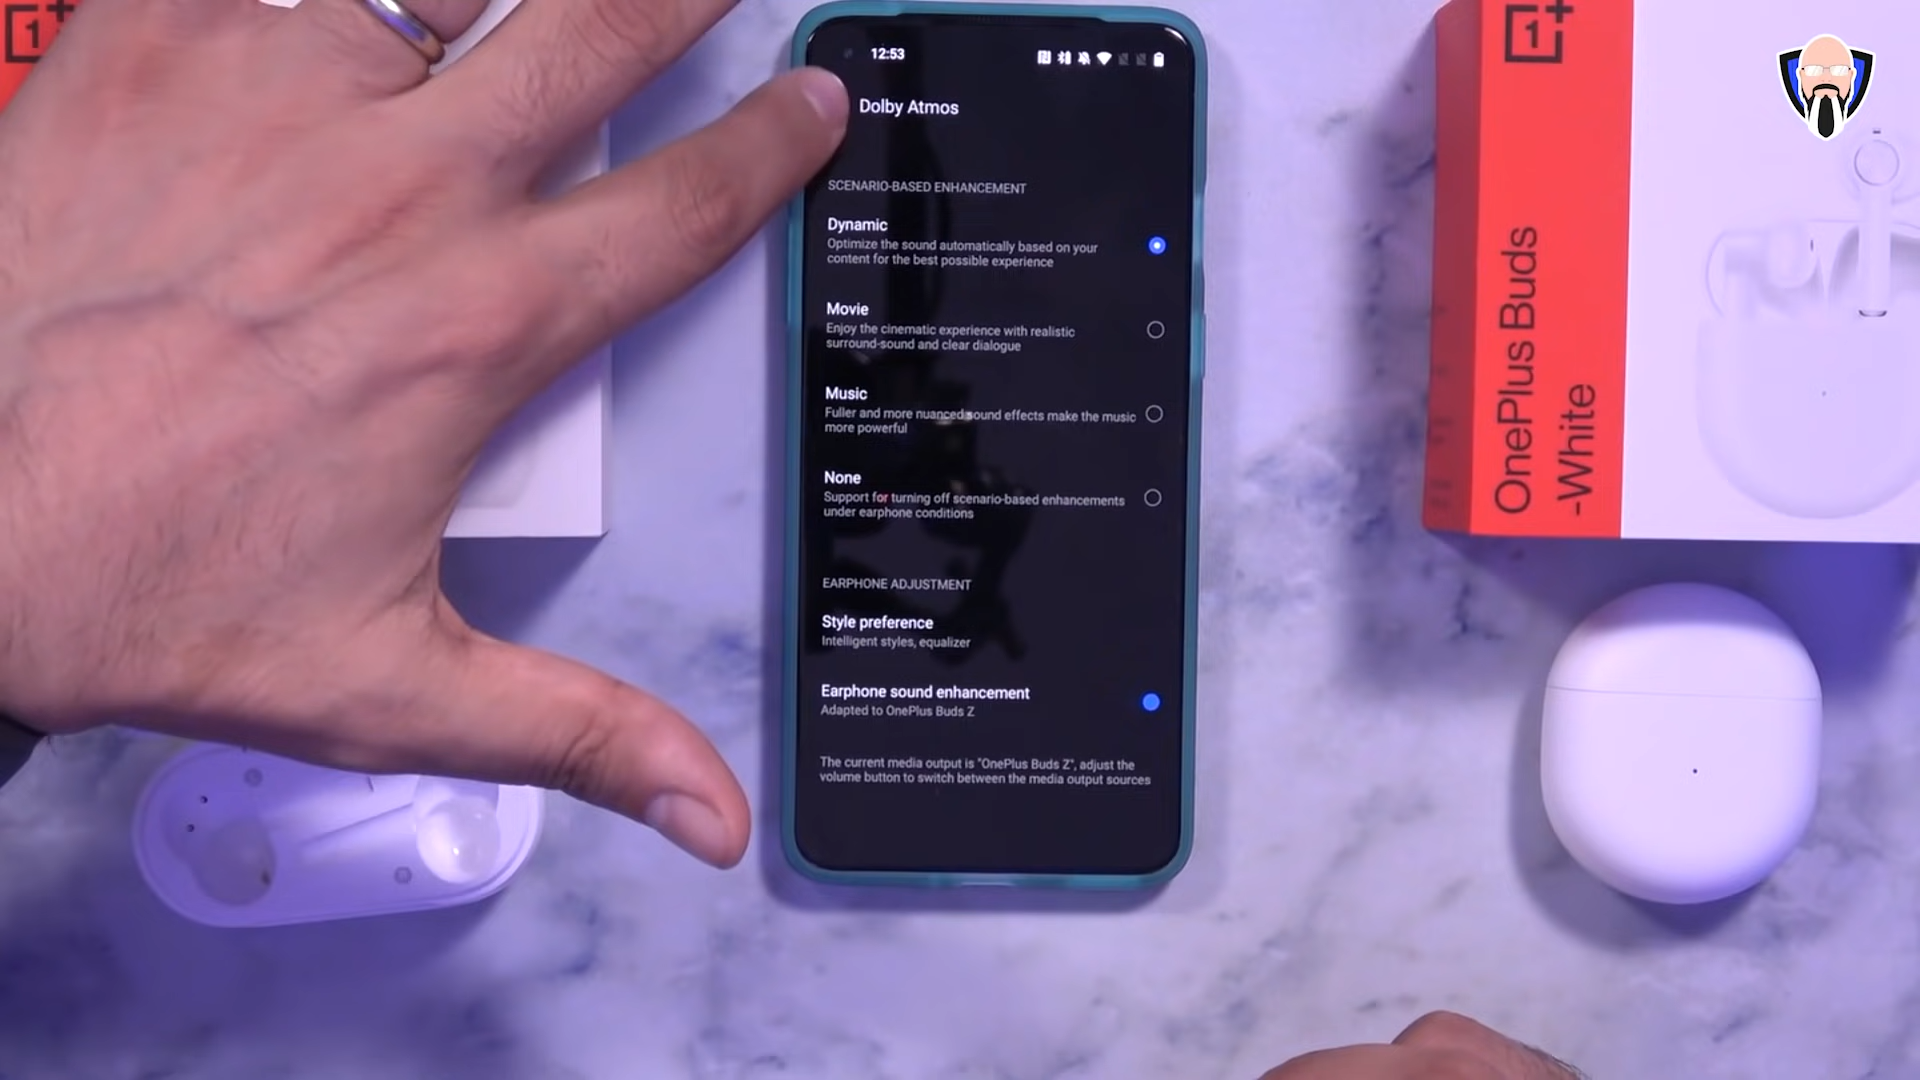 12:53
Dolby Atmos
SCENARIO-BASED ENHANCEMENT
Dynamic
Optimize the sound automatically based on your
content for the best possible experience
Movie
Enjoy the cinematic experience with realistic
surround-sound and clear dialogue
Music
Fuller and more nuanced sound effects make the music
more powerful
None
Support for turning off scenario-based enhancements
under earphone conditions
EARPHONE ADJUSTMENT
Style preference
Intelligent styles, equalizer
Earphone sound enhancement
Adapted to OnePlus Buds Z
The current media output is "OnePlus Buds Z", adjust the
volume button to switch between the media output sources
1+
1+
OnePlus Buds
-White